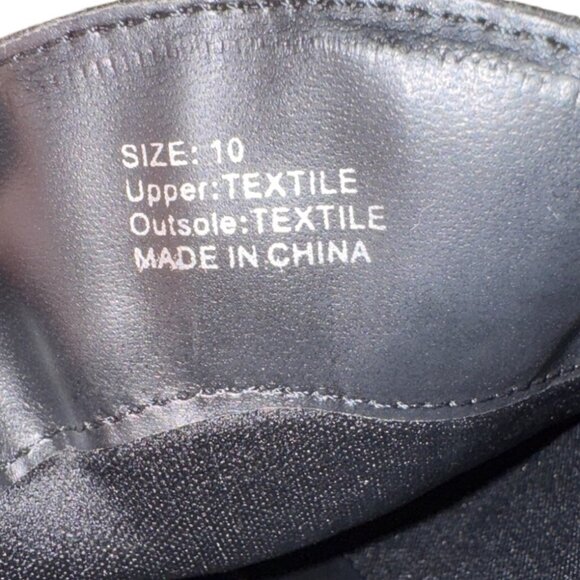 SIZE: 10
Upper:TEXTILE
Outsole:TEXTILE
MADE IN CHINA